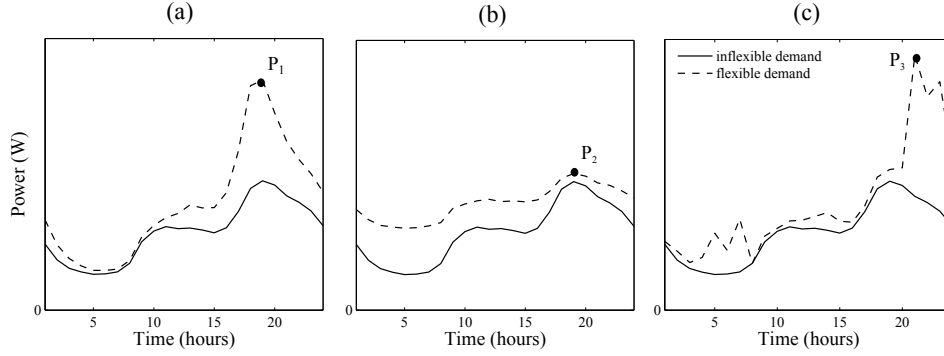 (a)
(b)
(c)
P1
P2
P3
inflexible demand
flexible demand
Power (W)
0
0
0
5
10
15
20
5
10
15
20
5
10
15
20
Time (hours)
Time (hours)
Time (hours)